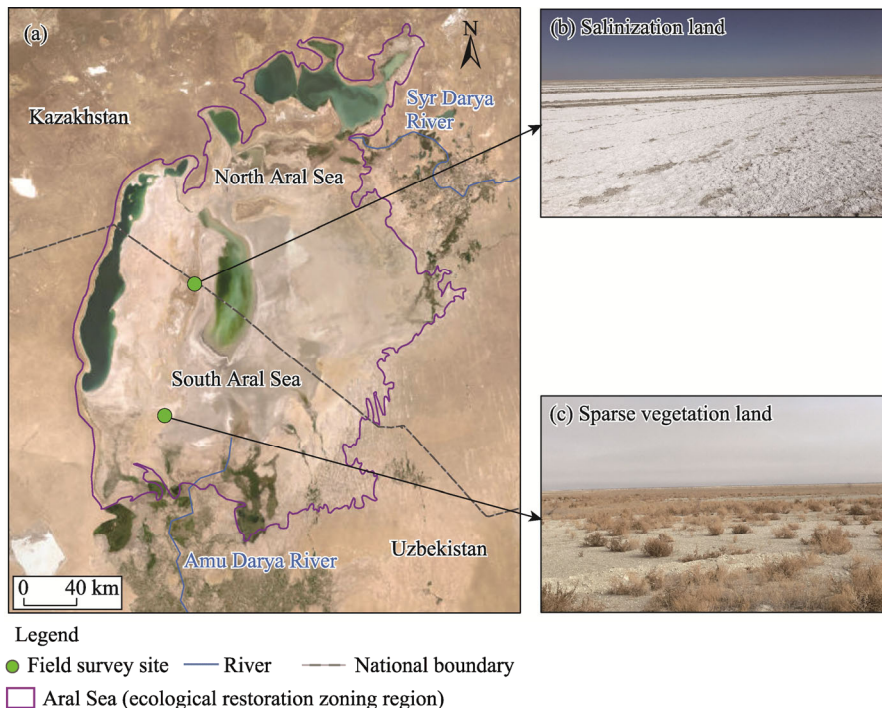 (a)
N
Kazakhstan
Syr Darya
River
North Aral Sea
South Aral Sea
Amu Darya River
Uzbekistan
0 40 km
(b) Salinization land
(c) Sparse vegetation land
Legend
Field survey site River National boundary
Aral Sea (ecological restoration zoning region)